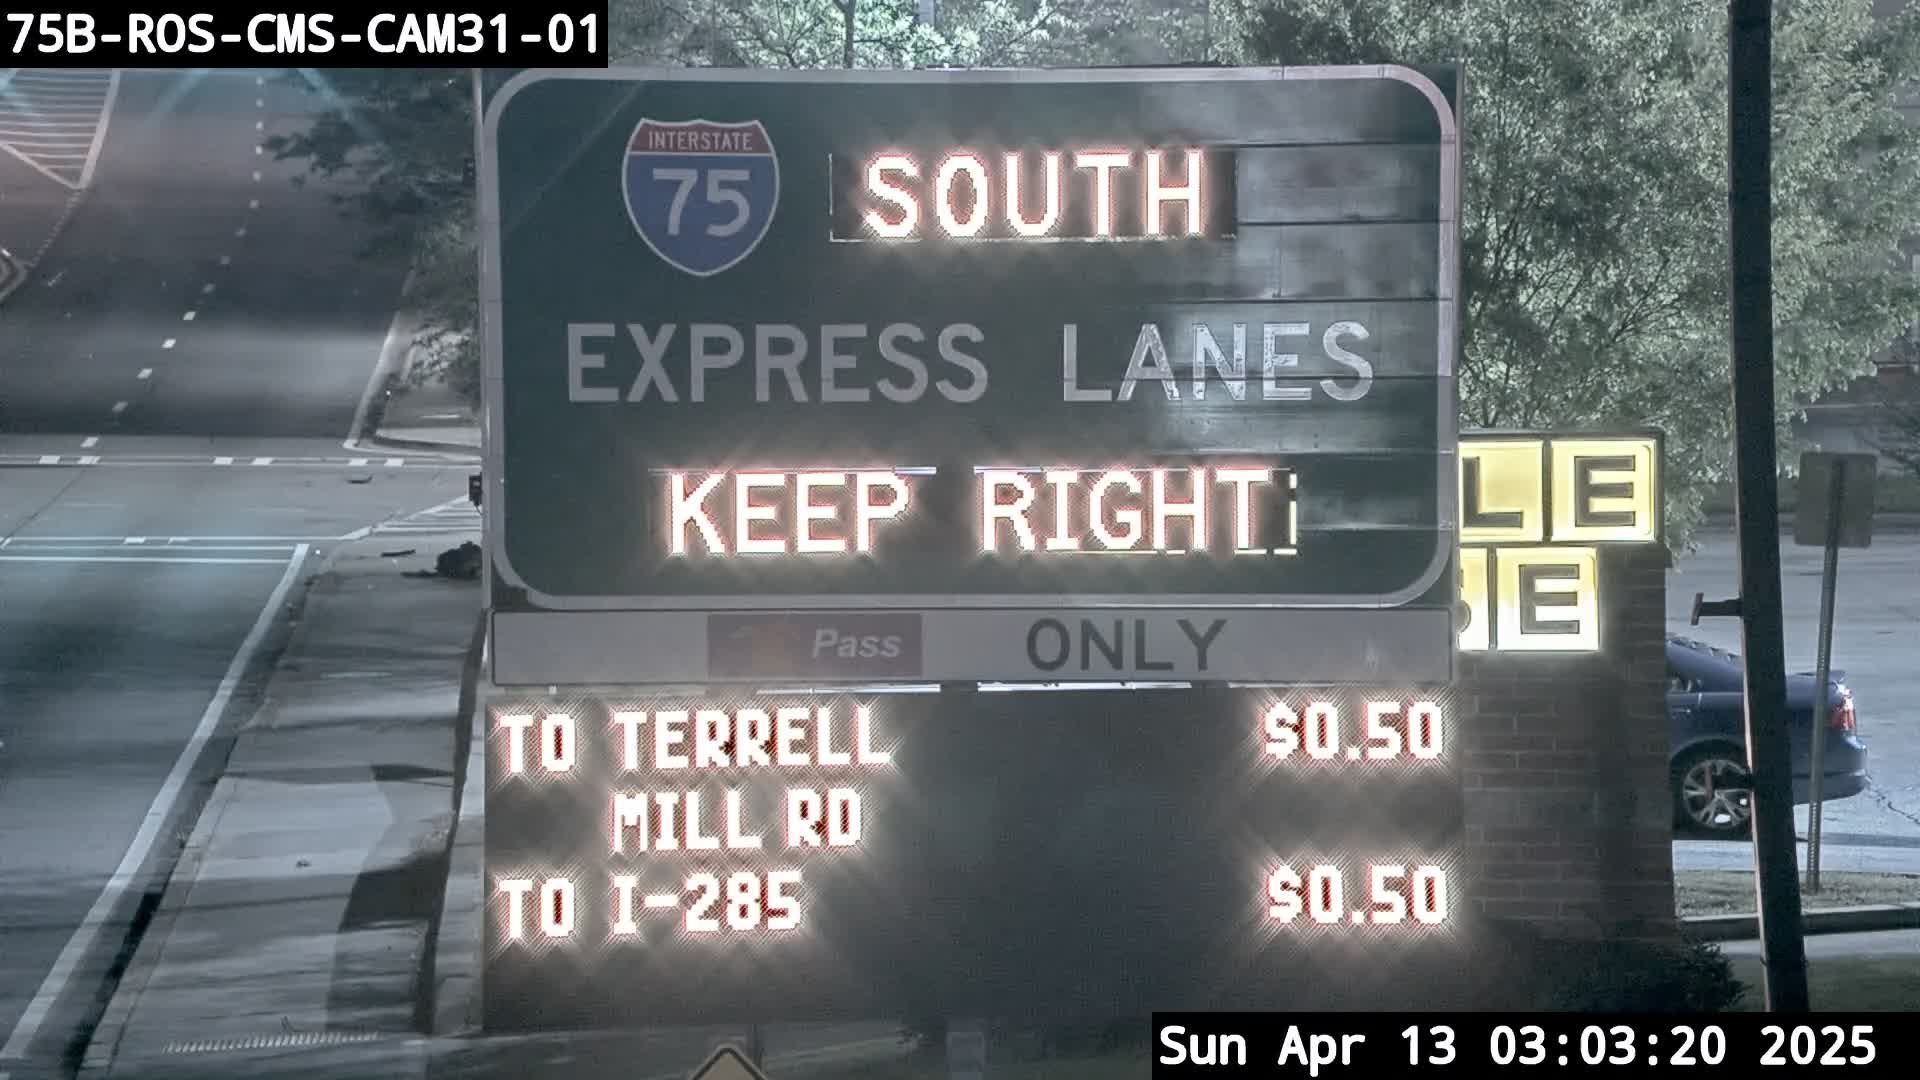 75B-ROS-CMS-CAM31-01
INTERSTATE
75
SOUTH
EXPRESS LANES
KEEP RIGHT
Pass ONLY
LE
E
TO TERRELL $0.50
MILL RD
TO I-285 $0.50
Sun Apr 13 03:03:20 2025